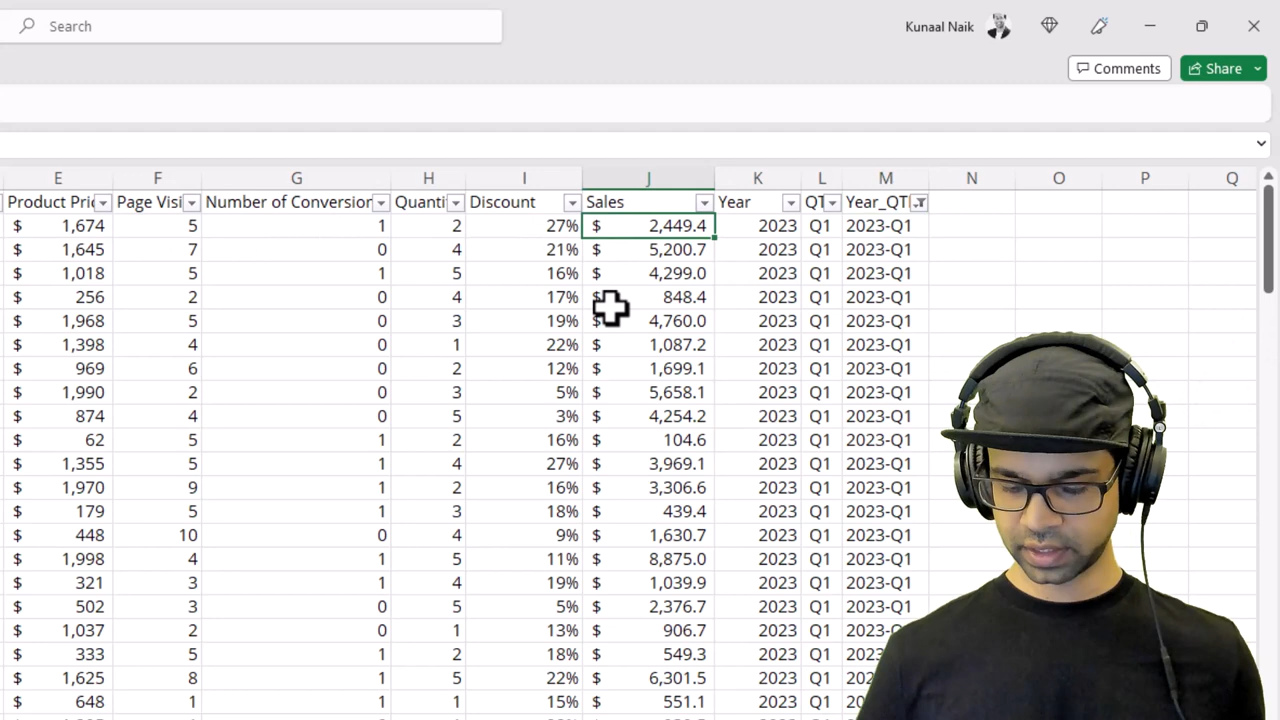 Search
Kunaal Naik
Comments
Share
E F G H I J K L M N O P Q
Product Pric Page Visi Number of Conversion Quanti Discount Sales Year QT Year_QT
$ 1,674 5 1 2 27% $ 2,449.4 2023 Q1 2023-Q1
$ 1,645 7 0 4 21% $ 5,200.7 2023 Q1 2023-Q1
$ 1,018 5 1 5 16% $ 4,299.0 2023 Q1 2023-Q1
$ 256 2 0 4 17% $ 848.4 2023 Q1 2023-Q1
$ 1,968 5 0 3 19% $ 4,760.0 2023 Q1 2023-Q1
$ 1,398 4 0 1 22% $ 1,087.2 2023 Q1 2023-Q1
$ 969 6 0 2 12% $ 1,699.1 2023 Q1 2023-Q1
$ 1,990 2 0 3 5% $ 5,658.1 2023 Q1 2023-Q1
$ 874 4 0 5 3% $ 4,254.2 2023 Q1 2023-Q1
$ 62 5 1 2 16% $ 104.6 2023 Q1 2023-Q1
$ 1,355 5 1 4 27% $ 3,969.1 2023 Q1 2023-Q1
$ 1,970 9 1 2 16% $ 3,306.6 2023 Q1 2023-Q1
$ 179 5 1 3 18% $ 439.4 2023 Q1 2023-Q1
$ 448 10 0 4 9% $ 1,630.7 2023 Q1 2023-Q1
$ 1,998 4 1 5 11% $ 8,875.0 2023 Q1 2023-Q1
$ 321 3 1 4 19% $ 1,039.9 2023 Q1 2023-Q1
$ 502 3 0 5 5% $ 2,376.7 2023 Q1 2023-Q1
$ 1,037 2 0 1 13% $ 906.7 2023 Q1 2023-Q1
$ 333 5 1 2 18% $ 549.3 2023 Q1
$ 1,625 8 1 5 22% $ 6,301.5 2023 Q1
$ 648 1 1 1 15% $ 551.1 2023 Q1